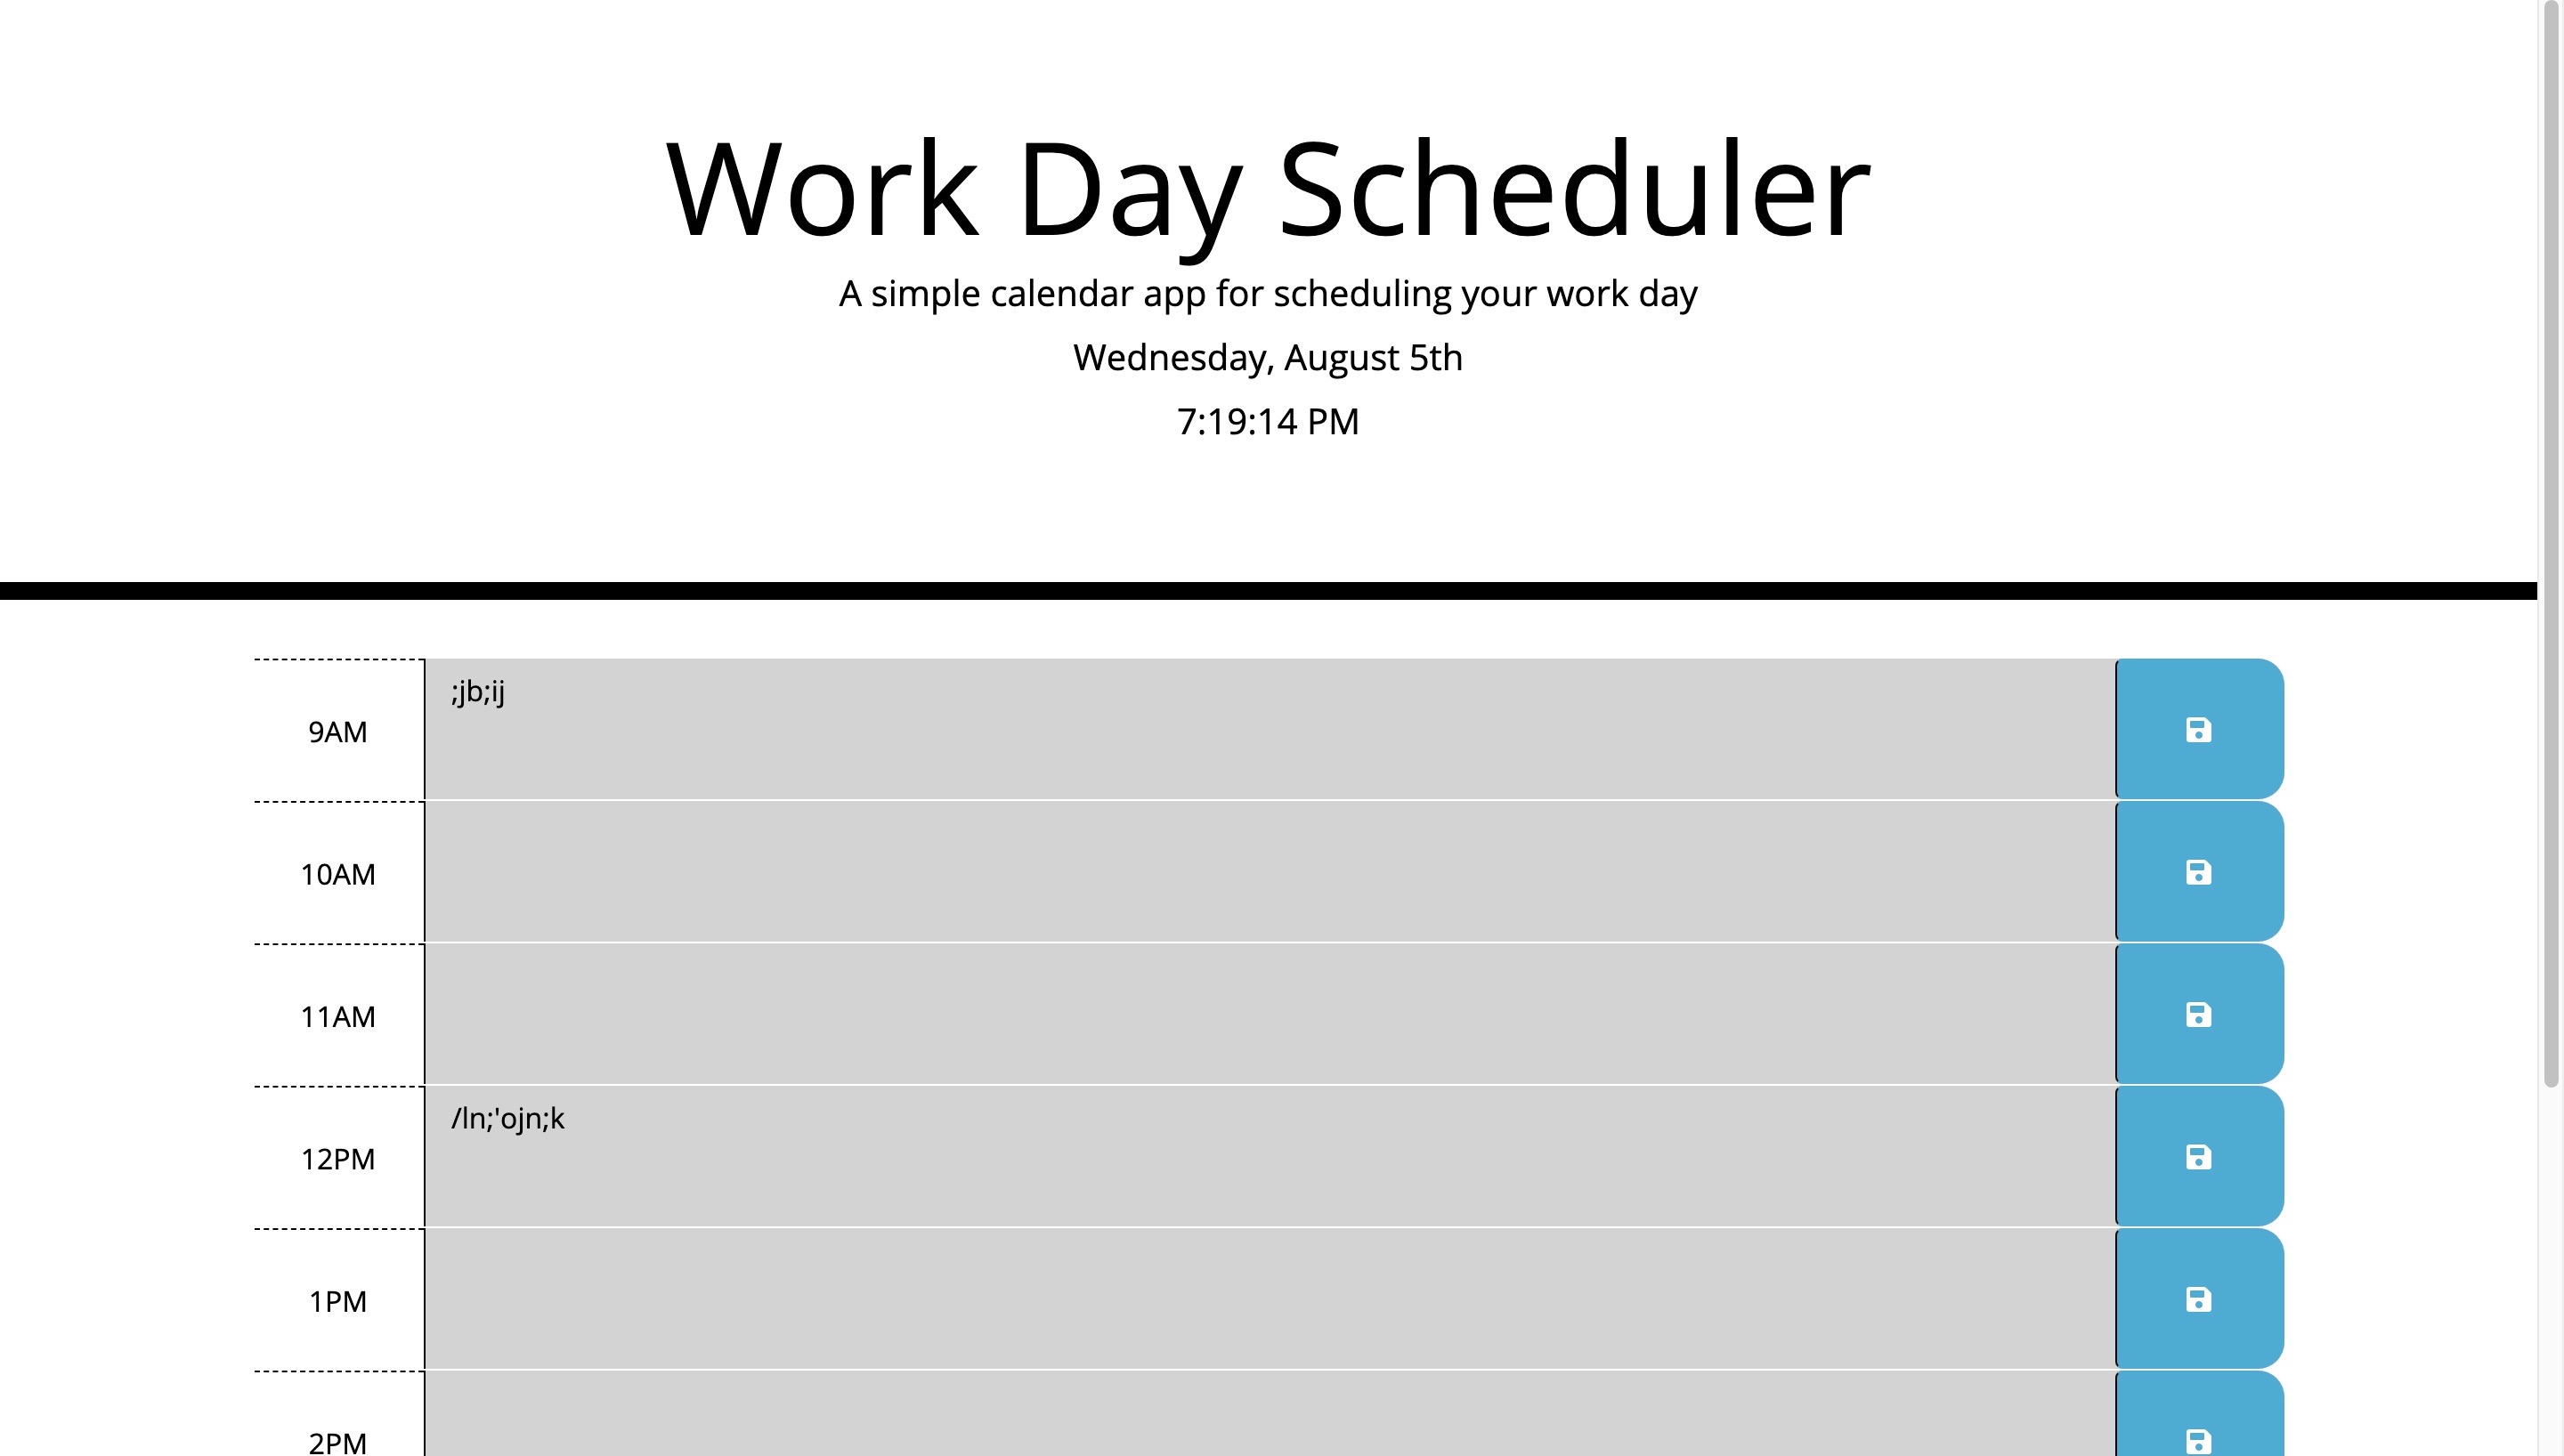 Work Day Scheduler
A simple calendar app for scheduling your work day
Wednesday, August 5th
7:19:14 PM
9AM
;jb;ij
10AM
11AM
12PM
/ln;'ojn;k
1PM
2PM